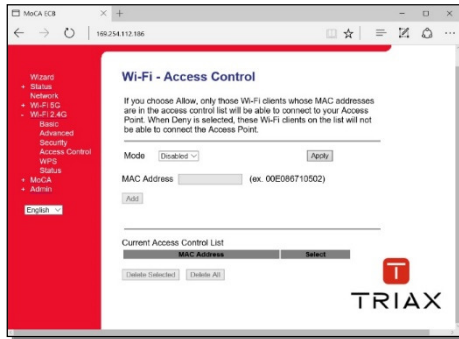 MoCA ECB
169.254.112.186
Wizard
+ Status
Network
+ Wi-Fi 5G
- Wi-Fi 2.4G
Basic
Advanced
Security
Access Control
WPS
Status
+ MoCA
+ Admin
English
Wi-Fi - Access Control
If you choose Allow, only those Wi-Fi clients whose MAC addresses
are in the access control list will be able to connect to your Access
Point. When Deny is selected, these Wi-Fi clients on the list will not
be able to connect the Access Point.
Mode Disabled Apply
MAC Address (ex. 00E086710502)
Add
Current Access Control List
MAC Address Select
Delete Selected Delete All
TRIAX